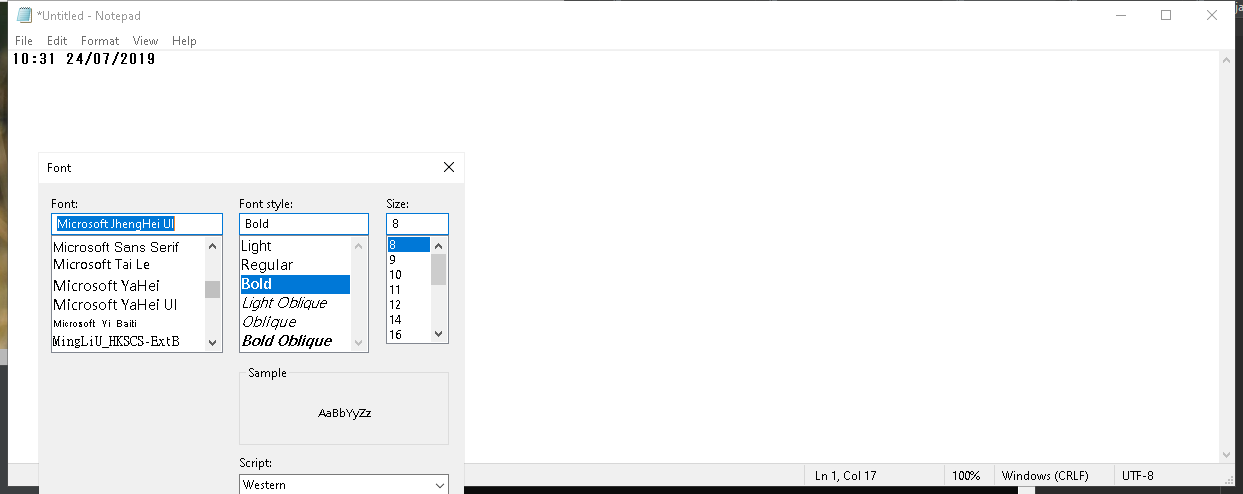 *Untitled - Notepad
File Edit Format View Help
10:31 24/07/2019
Font
Font: Font style: Size:
Microsoft JhengHei UI Bold 8
Microsoft Sans Serif Light 8
Microsoft Tai Le Regular 9
Microsoft YaHei Bold 10
Microsoft YaHei UI Light Oblique 11
Microsoft Yi Baiti Oblique 12
MingLiU_HKSCS-ExtB Bold Oblique 14
16
Sample
AaBbYyZz
Script:
Western
Ln 1, Col 17 100% Windows (CRLF) UTF-8